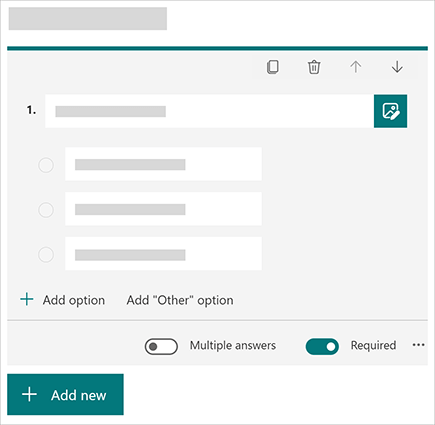 1.
Add option Add "Other" option
Multiple answers Required
Add new